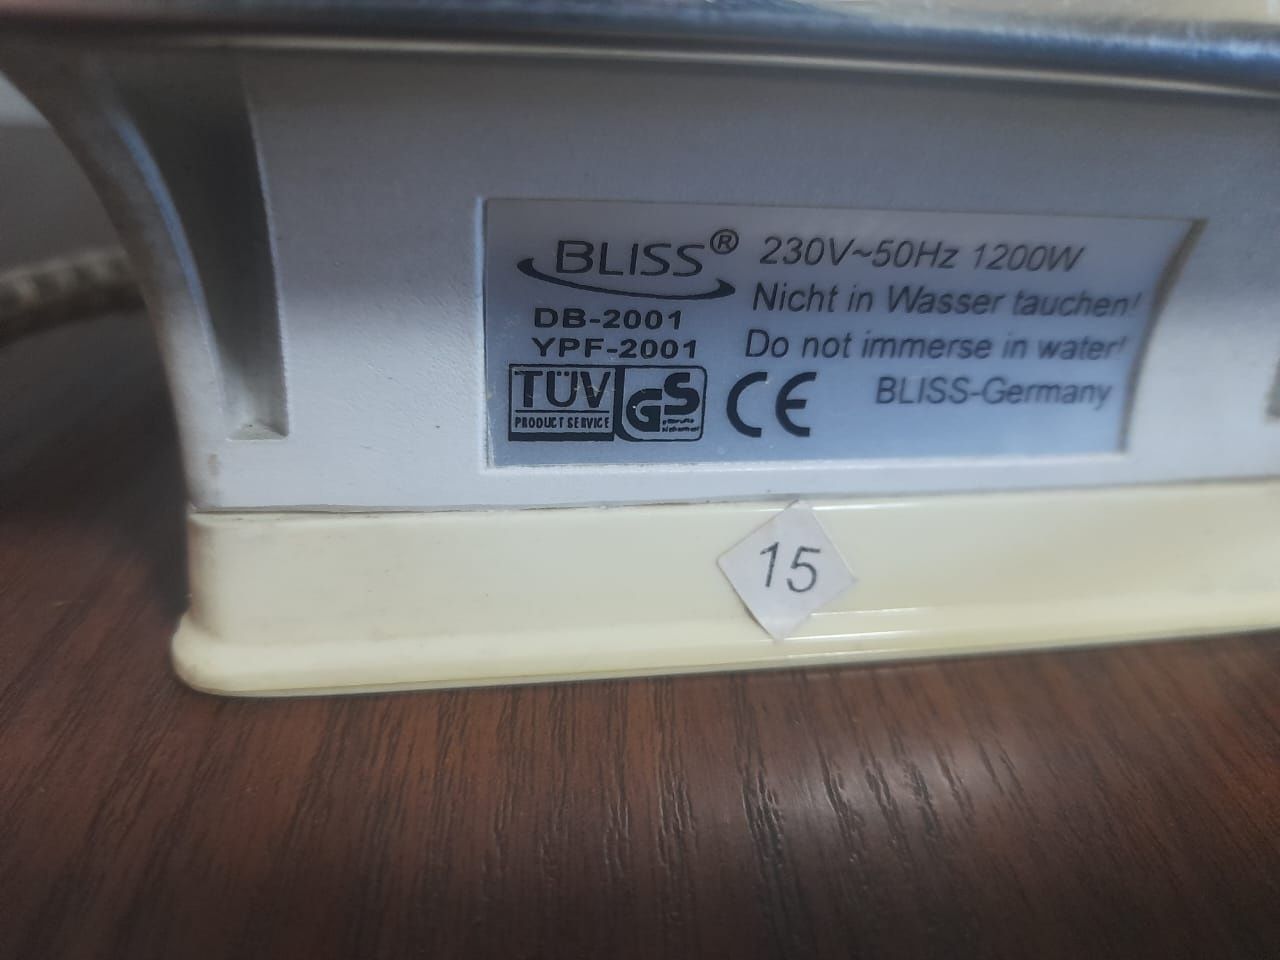 BLISS® 230V~50Hz 1200W
Nicht in Wasser tauchen!
DB-2001
YPF-2001
Do not immerse in water!
TÜV
PRODUCT SERVICE
GS
CE
BLISS-Germany
15